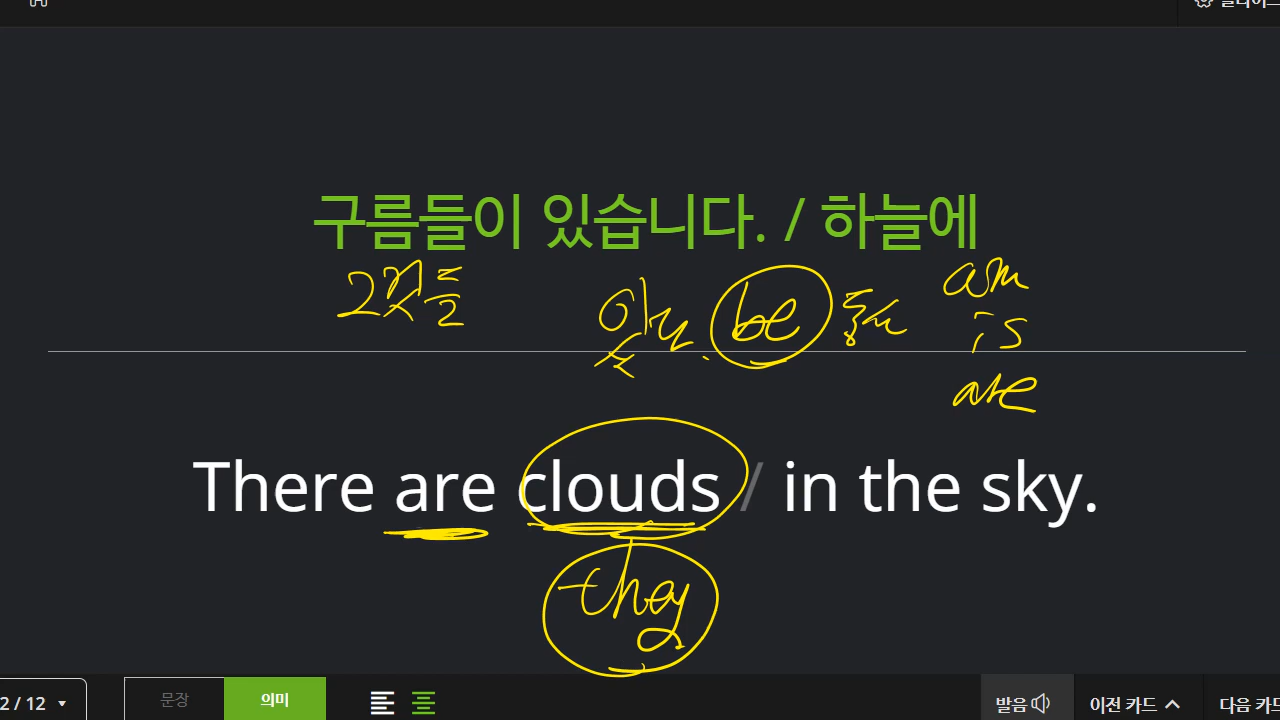 구름들이 있습니다. / 하늘에
그것들
있다. be 동사 am
is
are
There are clouds / in the sky.
they
2 / 12
문장
의미
발음
이전 카드
다음 카드